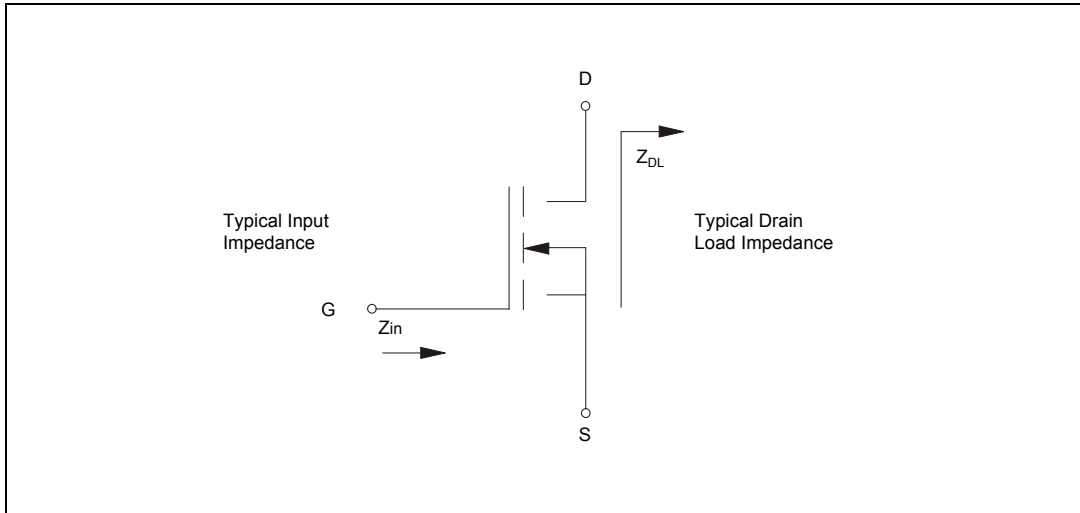 D
Z_DL
Typical Input
Impedance
Typical Drain
Load Impedance
G
Zin
S